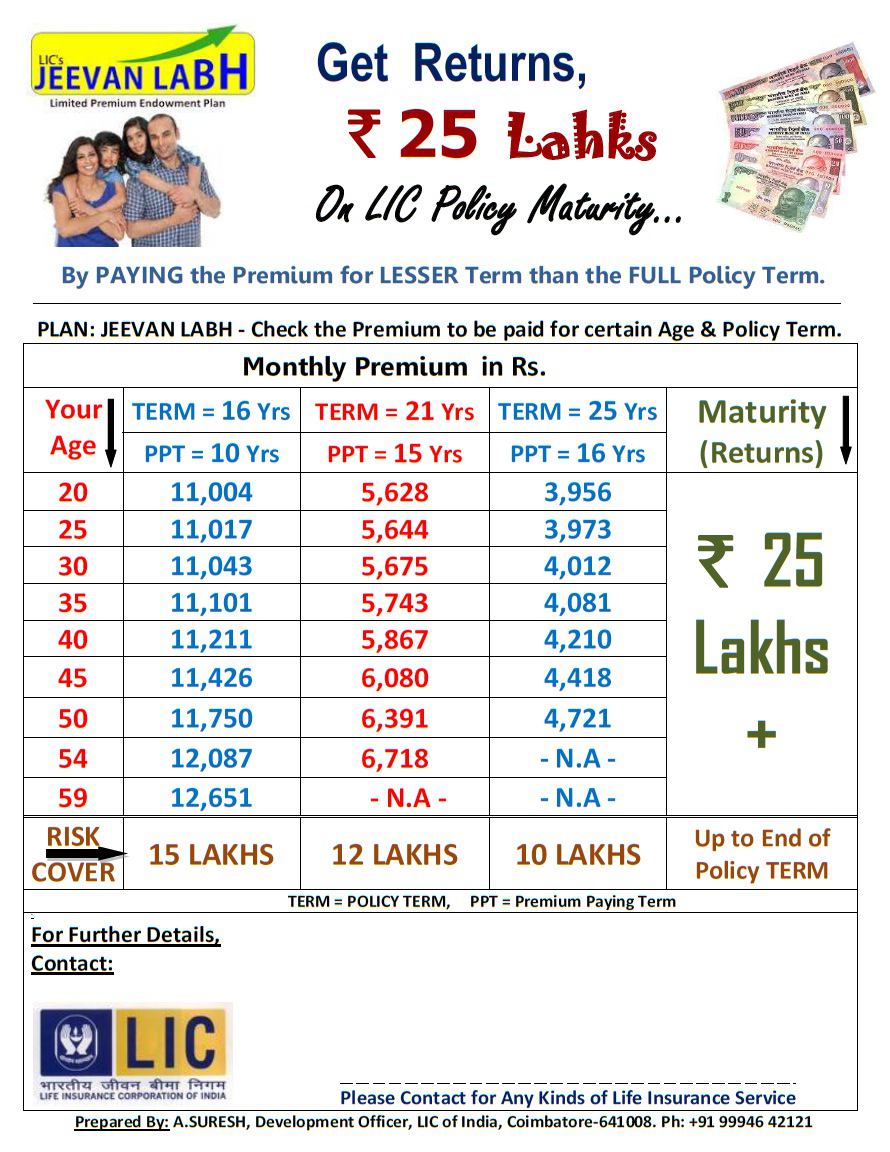 LIC's
JEEVAN LABH
Limited Premium Endowment Plan
Get Returns,
₹ 25 Lahks
On LIC Policy Maturity...
By PAYING the Premium for LESSER Term than the FULL Policy Term.
PLAN: JEEVAN LABH - Check the Premium to be paid for certain Age & Policy Term.
Monthly Premium in Rs.
Your Age TERM = 16 Yrs TERM = 21 Yrs TERM = 25 Yrs Maturity (Returns)
PPT = 10 Yrs PPT = 15 Yrs PPT = 16 Yrs
20 11,004 5,628 3,956
25 11,017 5,644 3,973
30 11,043 5,675 4,012
35 11,101 5,743 4,081
40 11,211 5,867 4,210
45 11,426 6,080 4,418
50 11,750 6,391 4,721
54 12,087 6,718 - N.A -
59 12,651 - N.A - - N.A -
₹ 25
Lakhs
+
RISK COVER 15 LAKHS 12 LAKHS 10 LAKHS Up to End of Policy TERM
TERM = POLICY TERM, PPT = Premium Paying Term
For Further Details,
Contact:
LIC
भारतीय जीवन बीमा निगम
LIFE INSURANCE CORPORATION OF INDIA
Please Contact for Any Kinds of Life Insurance Service
Prepared By: A.SURESH, Development Officer, LIC of India, Coimbatore-641008. Ph: +91 99946 42121